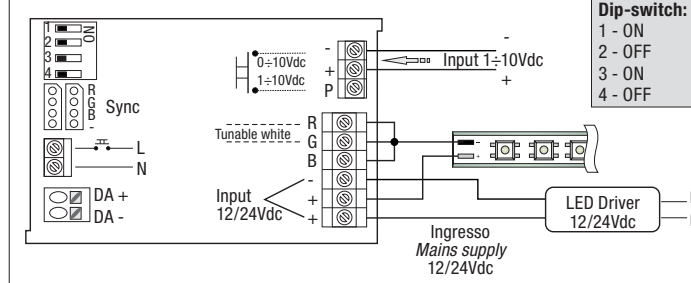 Dip-switch:
1 - ON
2 - OFF
3 - ON
4 - OFF
1
2
3
4
ON
R
G
B
-
Sync
L
N
DA +
DA -
0÷10Vdc
1÷10Vdc
-
+
P
-
Input 1÷10Vdc
+
Tunable white
R
G
B
-
+
+
Input
12/24Vdc
-
+
LED Driver
12/24Vdc
Ingresso
Mains supply
12/24Vdc